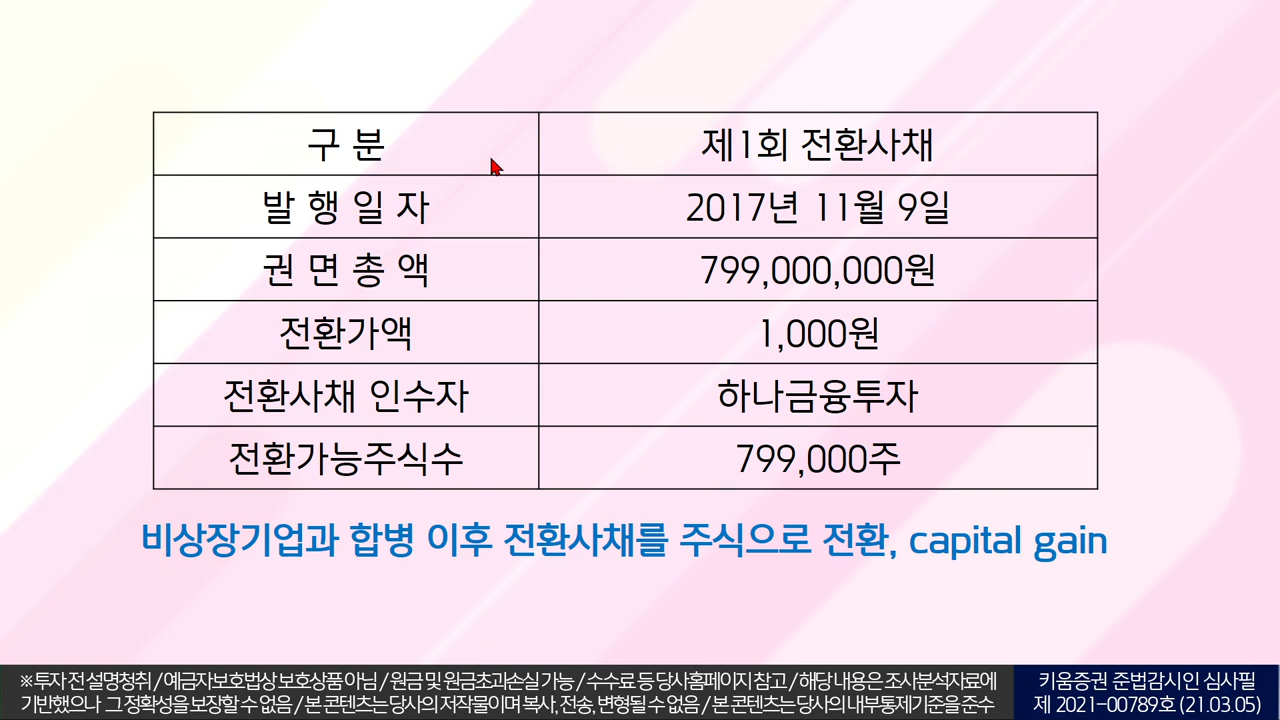 구 분 제1회 전환사채
발 행 일 자 2017년 11월 9일
권 면 총 액 799,000,000원
전환가액 1,000원
전환사채 인수자 하나금융투자
전환가능주식수 799,000주
비상장기업과 합병 이후 전환사채를 주식으로 전환, capital gain
※투자 전 설명청취 / 예금자보호법상 보호상품 아님 / 원금 및 원금초과손실 가능 / 수수료 등 당사홈페이지 참고 / 해당 내용은 조사분석자료에
기반했으나 그 정확성을 보장할 수 없음 / 본 콘텐츠는 당사의 저작물이며 복사, 전송, 변형될 수 없음 / 본 콘텐츠는 당사의 내부통제기준을 준수
키움증권 준법감시인 심사필
제 2021-00789호 (21.03.05)